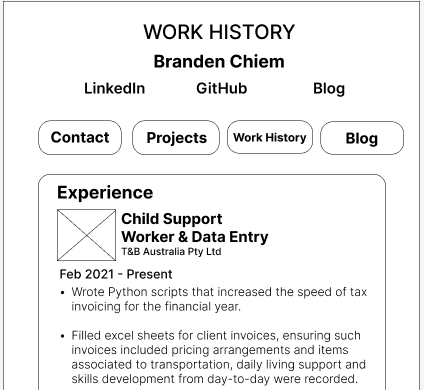 WORK HISTORY
Branden Chiem
LinkedIn GitHub Blog
Contact Projects Work History Blog
Experience
Child Support
Worker & Data Entry
T&B Australia Pty Ltd
Feb 2021 - Present
• Wrote Python scripts that increased the speed of tax
invoicing for the financial year.
• Filled excel sheets for client invoices, ensuring such
invoices included pricing arrangements and items
associated to transportation, daily living support and
skills development from day-to-day were recorded.